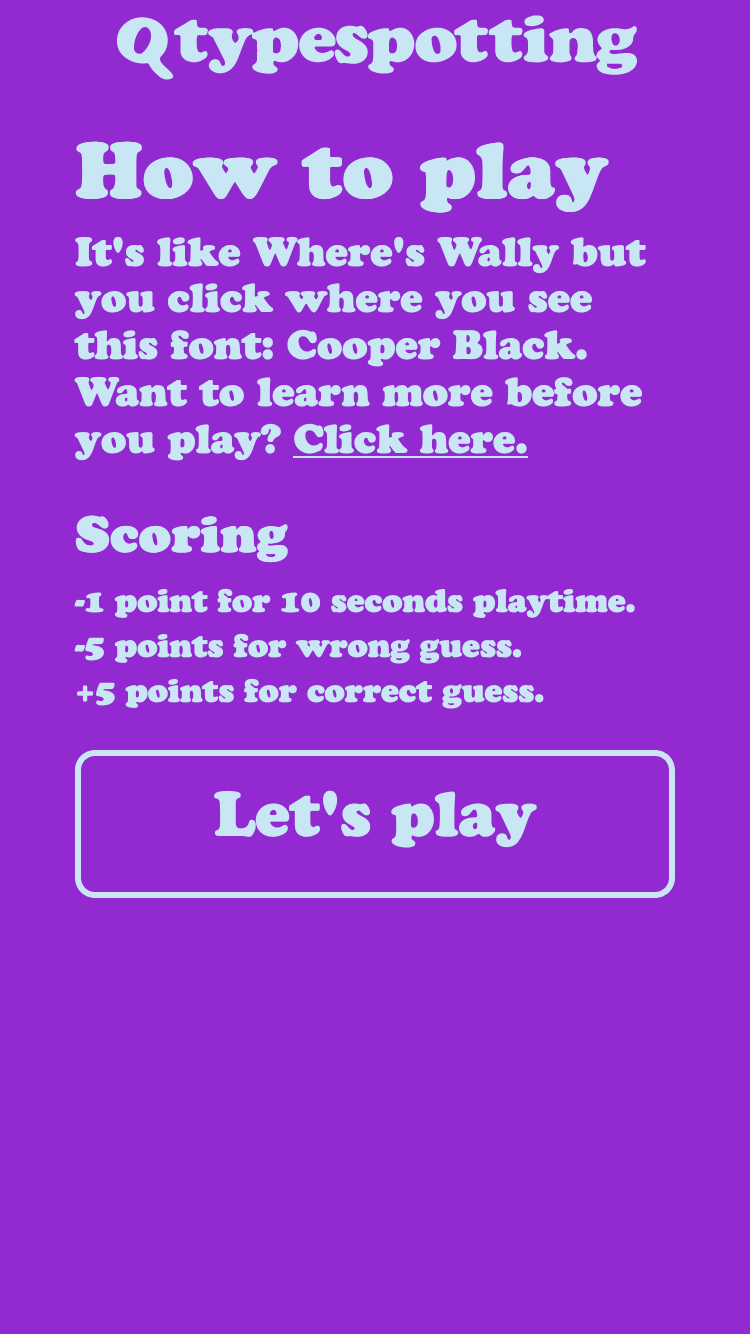 Qtypespotting
How to play
It's like Where's Wally but
you click where you see
this font: Cooper Black.
Want to learn more before
you play? Click here.
Scoring
-1 point for 10 seconds playtime.
-5 points for wrong guess.
+5 points for correct guess.
Let's play